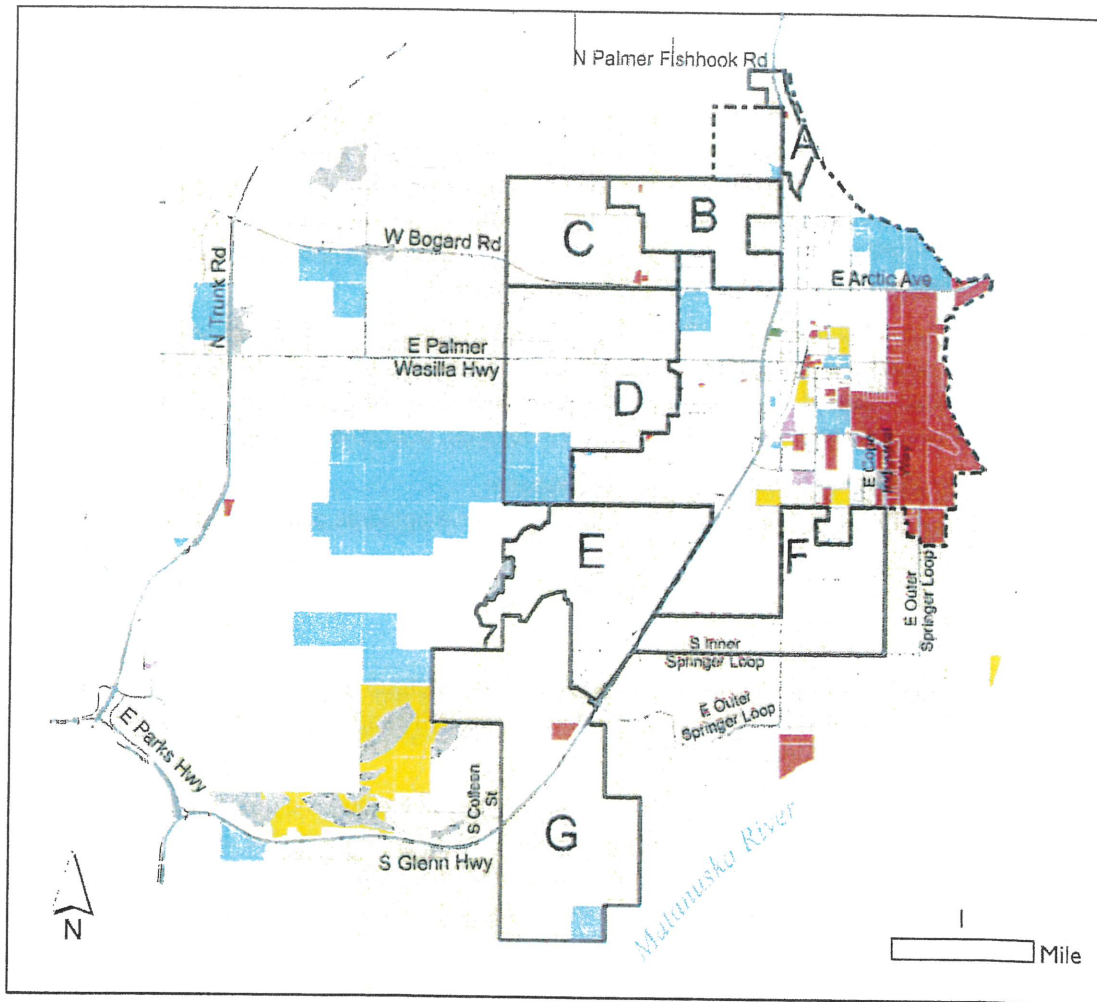 N Palmer Fishhook Rd
A
B
C
W Bogard Rd
N Trunk Rd
E Arctic Ave
E Palmer
Wasilla Hwy
D
E
F
E Outer
Springer Loop
S Inner
Springer Loop
E Outer
Springer Loop
E Parks Hwy
S Colleen
St
G
S Glenn Hwy
Matanuska River
N
1
Mile